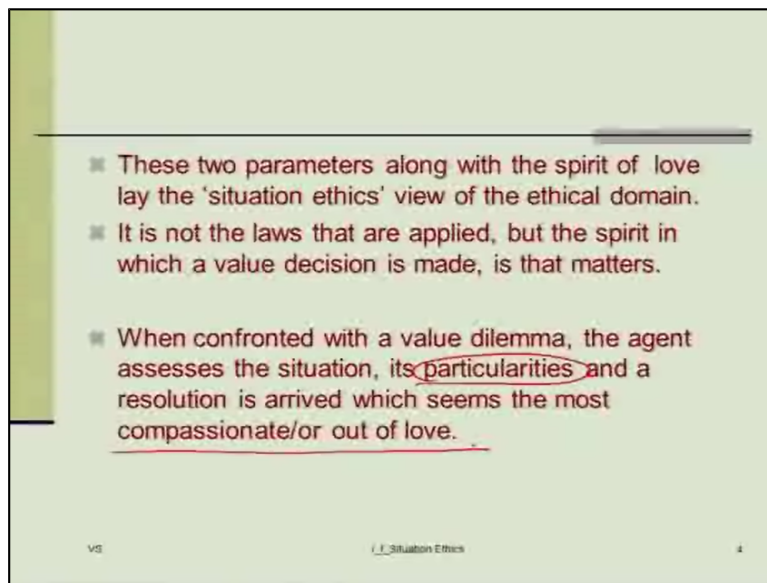 These two parameters along with the spirit of love
lay the 'situation ethics' view of the ethical domain.
It is not the laws that are applied, but the spirit in
which a value decision is made, is that matters.
When confronted with a value dilemma, the agent
assesses the situation, its particularities and a
resolution is arrived which seems the most
compassionate/or out of love.
VS
Situation Ethics
4